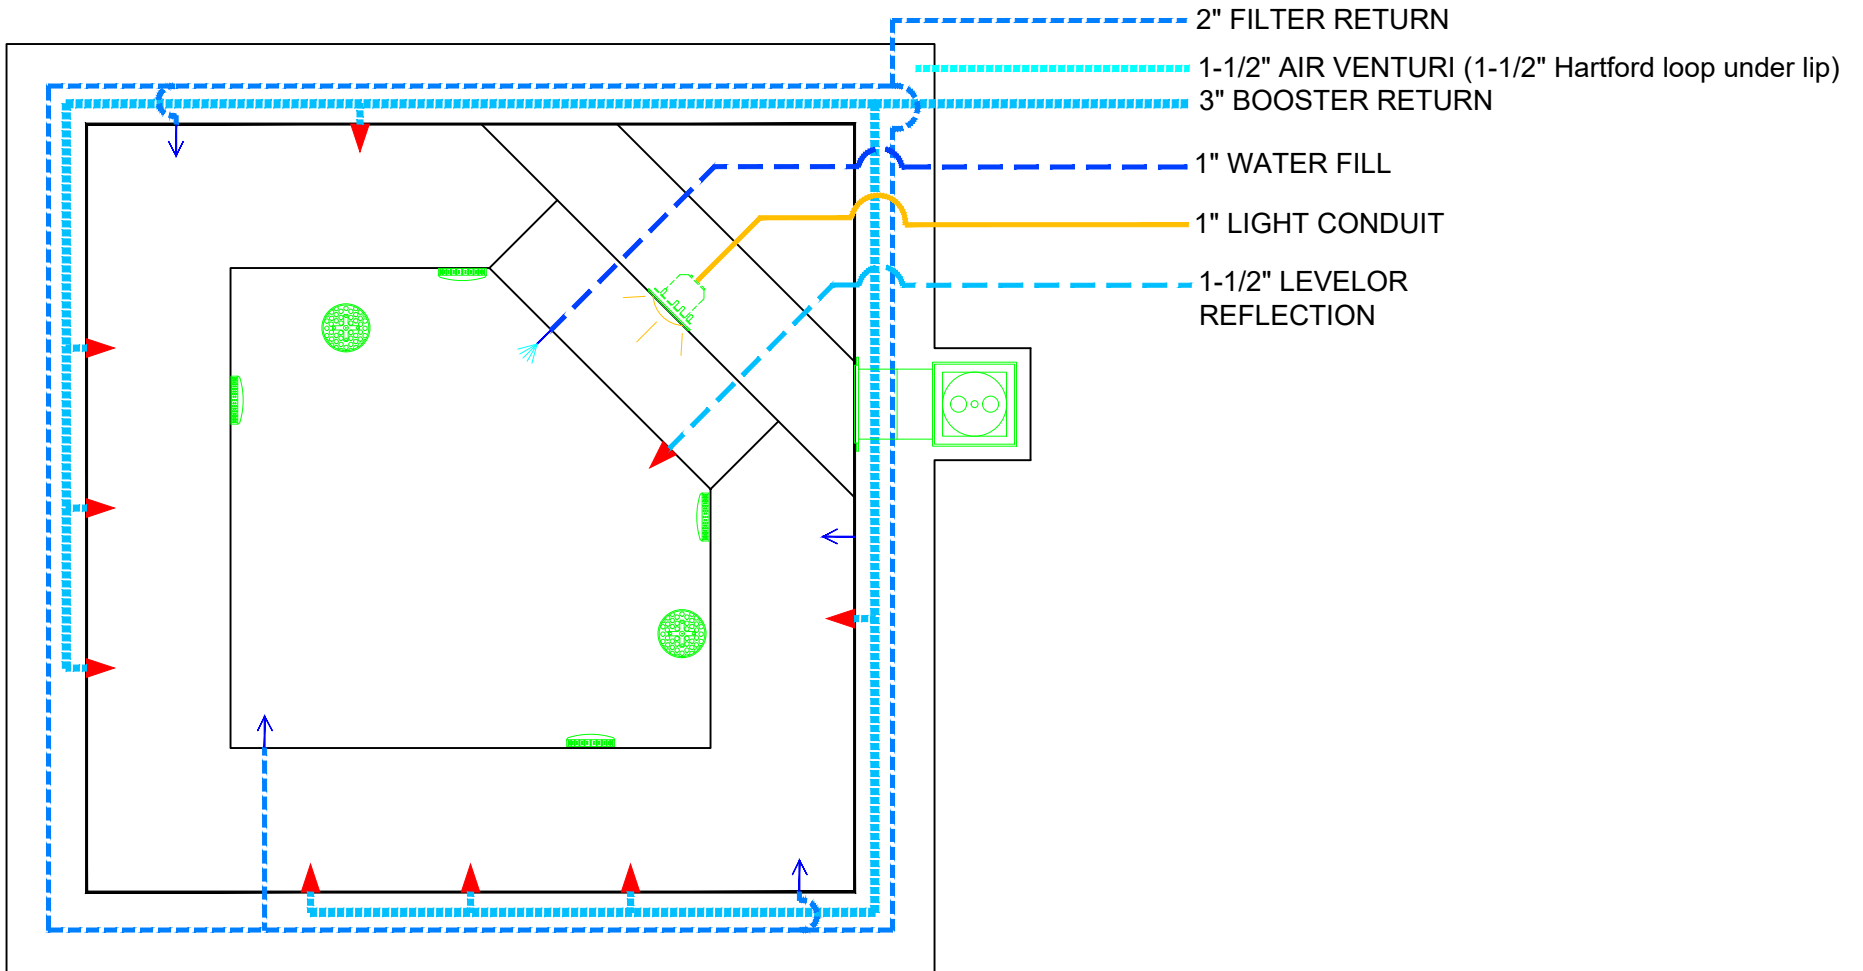 2" FILTER RETURN
1-1/2" AIR VENTURI (1-1/2" Hartford loop under lip)
3" BOOSTER RETURN
1" WATER FILL
1" LIGHT CONDUIT
1-1/2" LEVELOR
REFLECTION